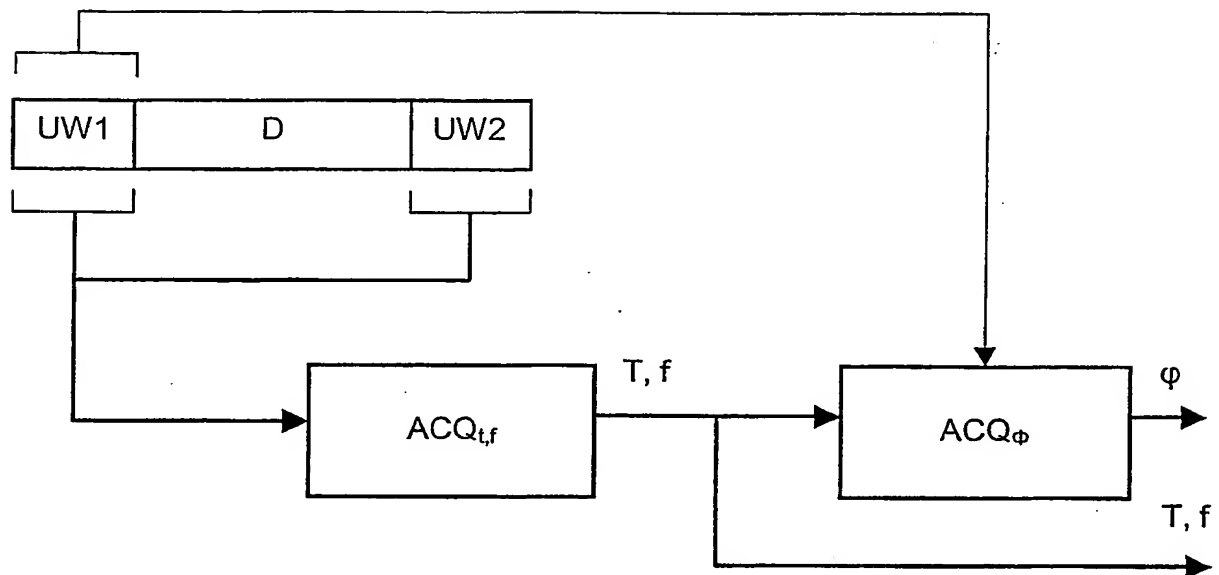 UW1 D UW2
T, f
φ
ACQt,f
ACQΦ
T, f